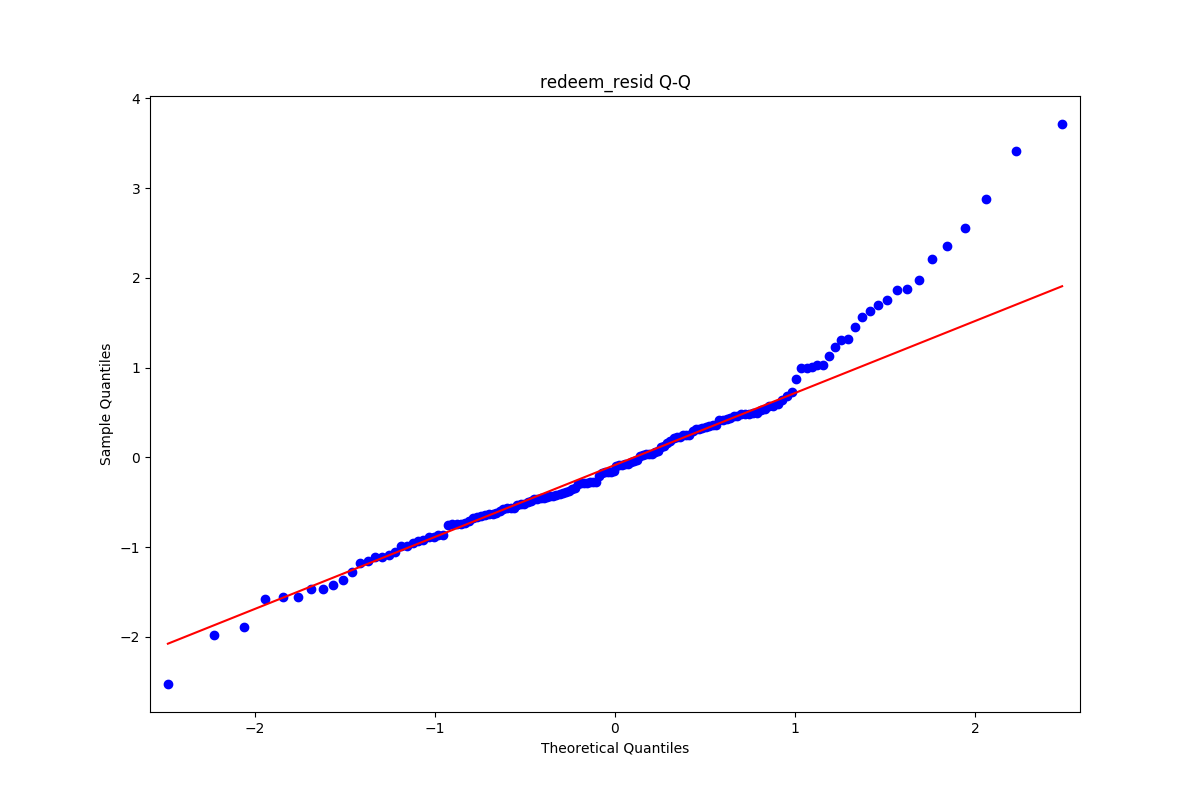 redeem_resid Q-Q
4
3
2
1
0
−1
−2
Sample Quantiles
−2 −1 0 1 2
Theoretical Quantiles